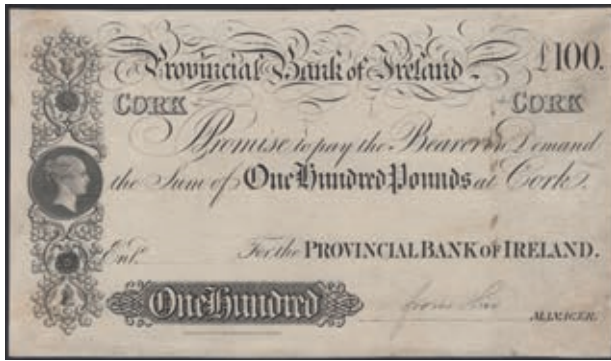 Provincial Bank of Ireland. £100.
CORK CORK
Promise to pay the Bearer on Demand
the Sum of One Hundred Pounds at Cork.
Entd. For the PROVINCIAL BANK OF IRELAND.
One Hundred
MANAGER.